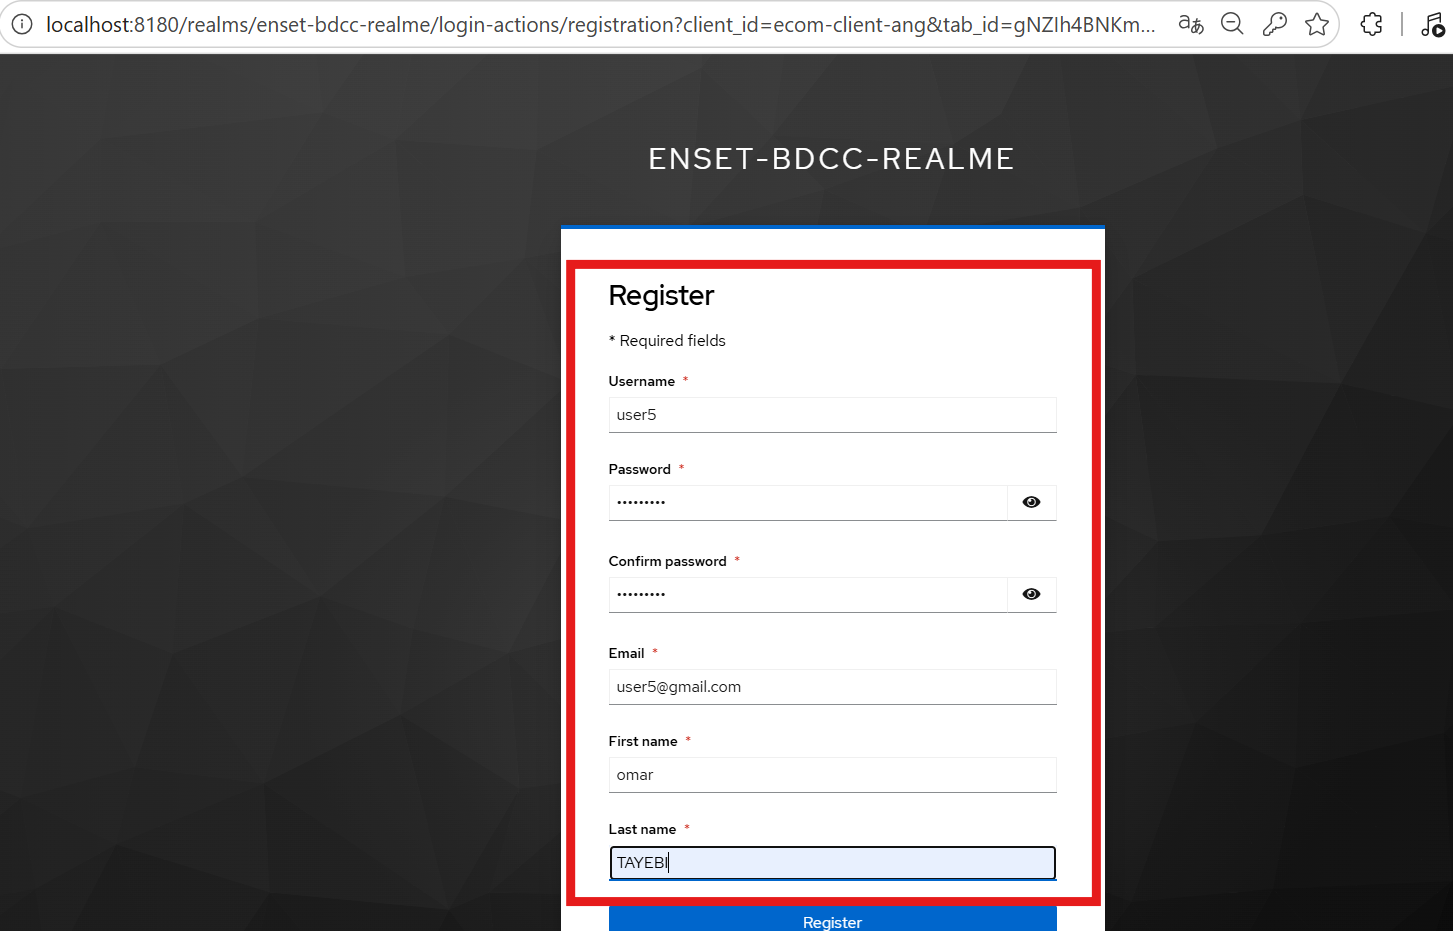 localhost:8180/realms/enset-bdcc-realme/login-actions/registration?client_id=ecom-client-ang&tab_id=gNZIh4BNKm...
ENSET-BDCC-REALME
Register
* Required fields
Username *
user5
Password *
•••••••••
Confirm password *
•••••••••
Email *
user5@gmail.com
First name *
omar
Last name *
TAYEBI
Register